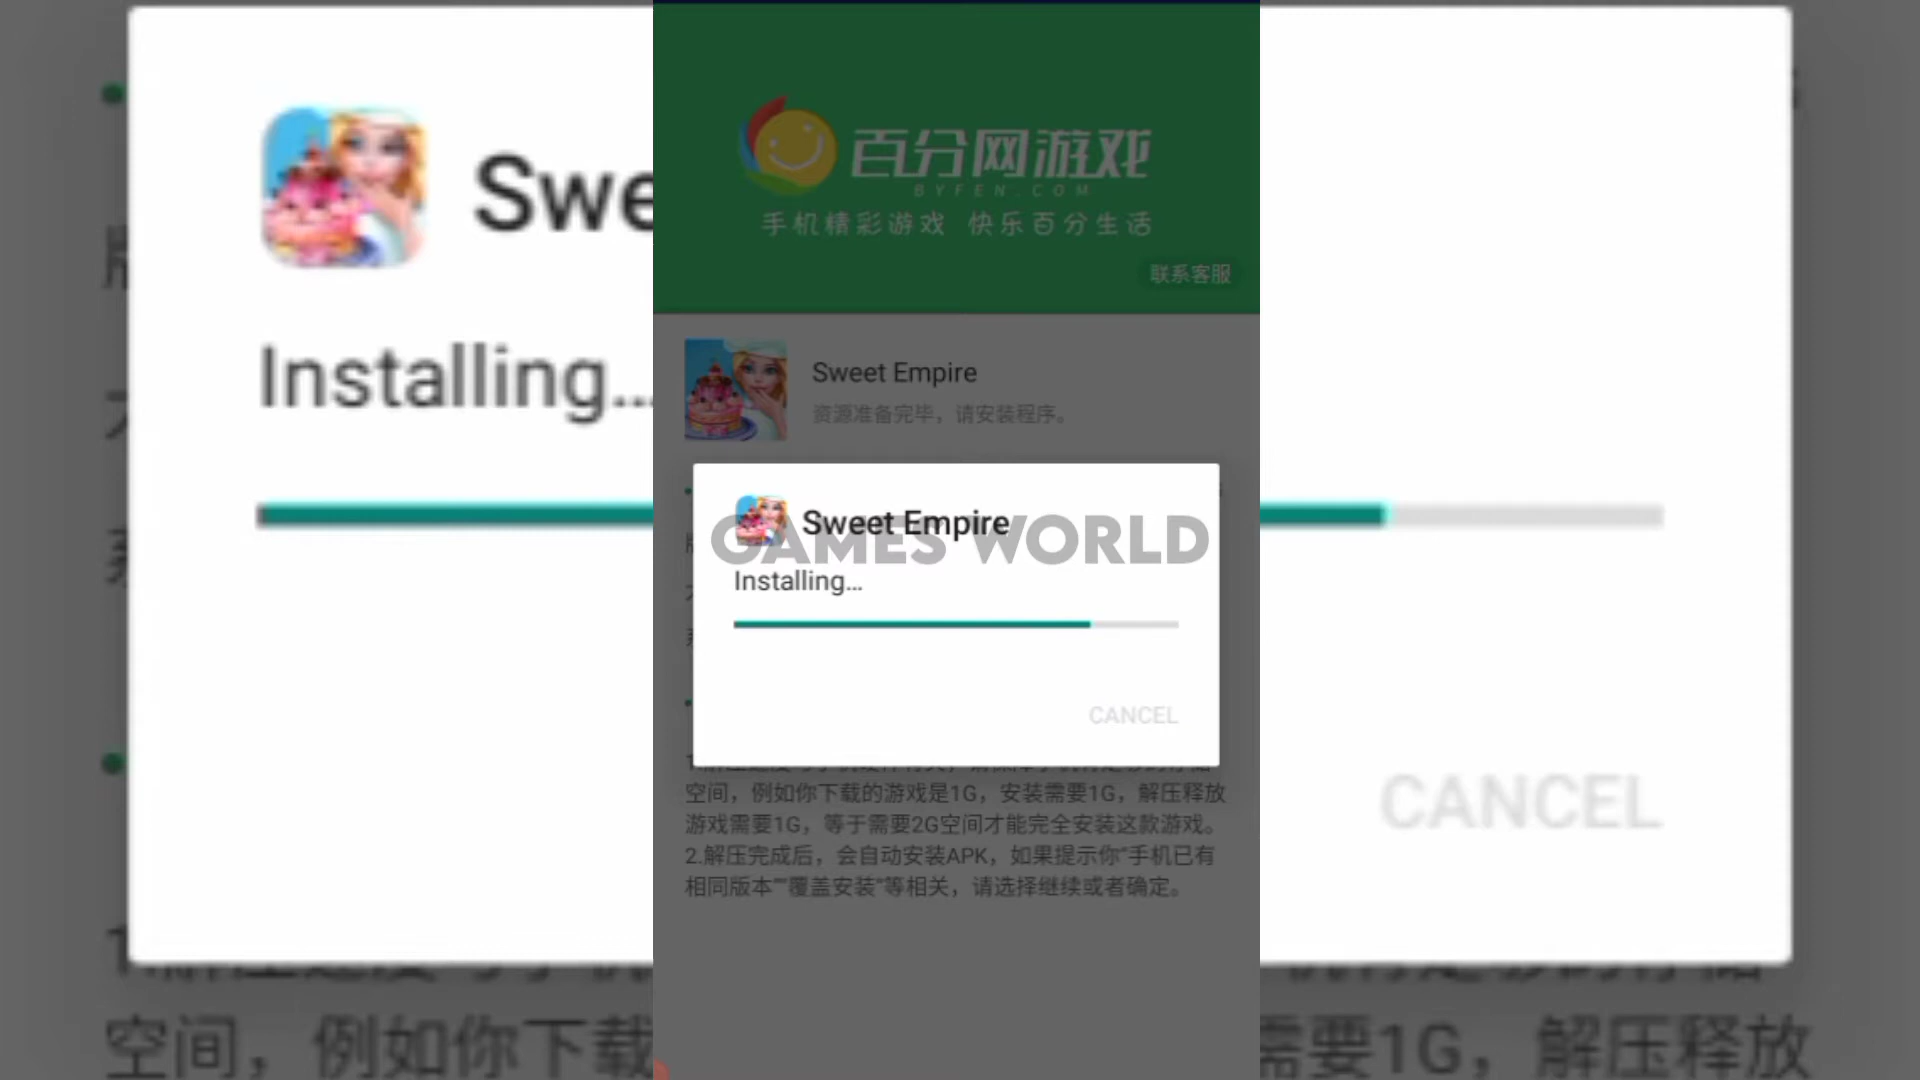 百分网游戏
BYFEN.COM
手机精彩游戏 快乐百分生活
联系客服
Sweet Empire
资源准备完毕，请安装程序。
Sweet Empire
GAMES WORLD
Installing...
CANCEL
空间，例如你下载的游戏是1G，安装需要1G，解压释放
游戏需要1G，等于需要2G空间才能完全安装这款游戏。
2.解压完成后，会自动安装APK，如果提示你“手机已有
相同版本”“覆盖安装”等相关，请选择继续或者确定。
Swe
Installing...
CANCEL
空间，例如你下载
需要1G，解压释放